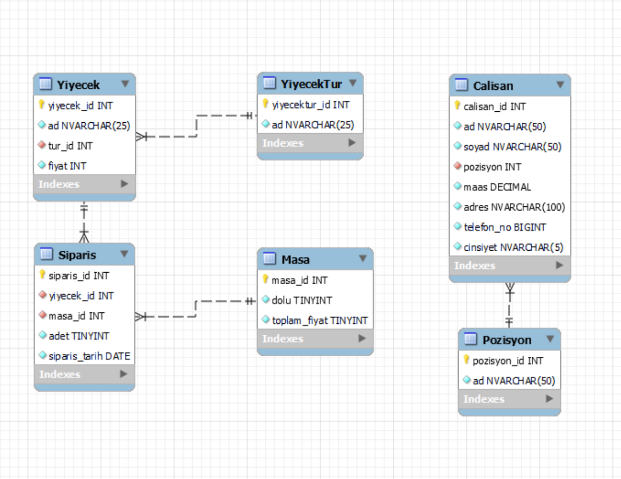 Yiyecek
yiyecek_id INT
ad NVARCHAR(25)
tur_id INT
fiyat INT
Indexes
YiyecekTur
yiyecektur_id INT
ad NVARCHAR(25)
Indexes
Calisan
calisan_id INT
ad NVARCHAR(50)
soyad NVARCHAR(50)
pozisyon INT
maas DECIMAL
adres NVARCHAR(100)
telefon_no BIGINT
cinsiyet NVARCHAR(5)
Indexes
Siparis
siparis_id INT
yiyecek_id INT
masa_id INT
adet TINYINT
siparis_tarih DATE
Indexes
Masa
masa_id INT
dolu TINYINT
toplam_fiyat TINYINT
Indexes
Pozisyon
pozisyon_id INT
ad NVARCHAR(50)
Indexes